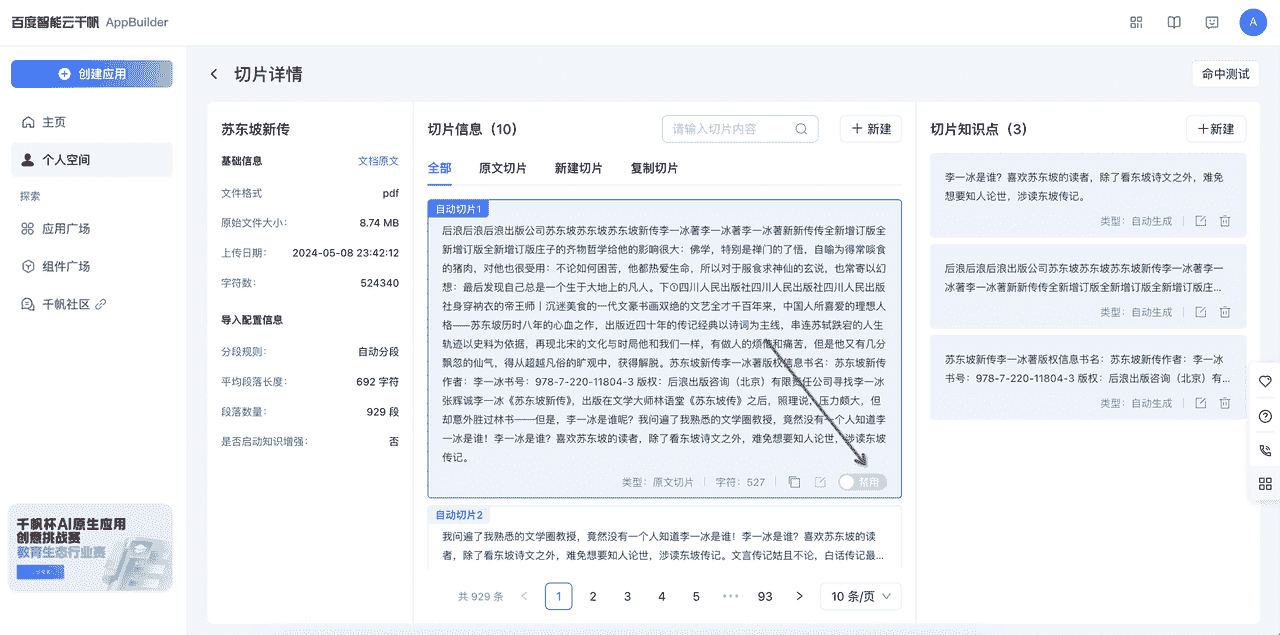 百度智能云千帆 AppBuilder
A
创建应用
主页
个人空间
探索
应用广场
组件广场
千帆社区
千帆杯AI原生应用
创意挑战赛
教育生态行业赛
切片详情
命中测试
苏东坡新传
基础信息 文档原文
文件格式 pdf
原始文件大小: 8.74 MB
上传日期: 2024-05-08 23:42:12
字符数: 524340
导入配置信息
分段规则: 自动分段
平均段落长度: 692 字符
段落数量: 929 段
是否启动知识增强: 否
切片信息（10） 请输入切片内容 新建
全部 原文切片 新建切片 复制切片
自动切片1
后浪后浪后浪出版公司苏东坡苏东坡苏东坡新传李一冰著李一冰著李一冰著新新传传全新增订版全
新增订版全新增订版庄子的齐物哲学给他的影响很大：佛学，特别是禅门的了悟，自喻为得常啖食
的猪肉，对他也很受用：不论如何困苦，他都热爱生命，所以对于服食求神仙的玄说，也常寄以幻
想：最后发现自己总是一个生于大地上的凡人。下①四川人民出版社四川人民出版社四川人民出版
社身穿衲衣的帝王师｜沉迷美食的一代文豪书画双绝的文艺全才千百年来，中国人所喜爱的理想人
格——苏东坡历时八年的心血之作，出版近四十年的传记经典以诗词为主线，串连苏轼跌宕的人生
轨迹以史料为依据，再现北宋的文化与时局他和我们一样，有做人的烦恼和痛苦，但是他又有几分
飘忽的仙气，得从超越凡俗的旷观中，获得解脱。苏东坡新传李一冰著版权信息书名：苏东坡新传
作者：李一冰书号：978-7-220-11804-3 版权：后浪出版咨询（北京）有限责任公司寻找李一冰
张辉诚李一冰《苏东坡新传》，出版在文学大师林语堂《苏东坡传》之后，照理说，压力颇大，但
却意外胜过林书——但是，李一冰是谁呢？我问遍了我熟悉的文学圈教授，竟然没有一个人知道李
一冰是谁！李一冰是谁？喜欢苏东坡的读者，除了看东坡诗文之外，难免想要知人论世，涉读东坡
传记。
类型: 原文切片 字符: 527 禁用
自动切片2
我问遍了我熟悉的文学圈教授，竟然没有一个人知道李一冰是谁！李一冰是谁？喜欢苏东坡的读
者，除了看东坡诗文之外，难免想要知人论世，涉读东坡传记。文言传记姑且不论，白话传记最...
共 929 条 < 1 2 3 4 5 ••• 93 > 10 条/页
切片知识点（3） 新建
李一冰是谁？喜欢苏东坡的读者，除了看东坡诗文之外，难免
想要知人论世，涉读东坡传记。
类型: 自动生成
后浪后浪后浪出版公司苏东坡苏东坡苏东坡新传李一冰著李一
冰著李一冰著新新传传全新增订版全新增订版全新增订版庄...
类型: 自动生成
苏东坡新传李一冰著版权信息书名：苏东坡新传作者：李一冰
书号：978-7-220-11804-3 版权：后浪出版咨询（北京）有...
类型: 自动生成